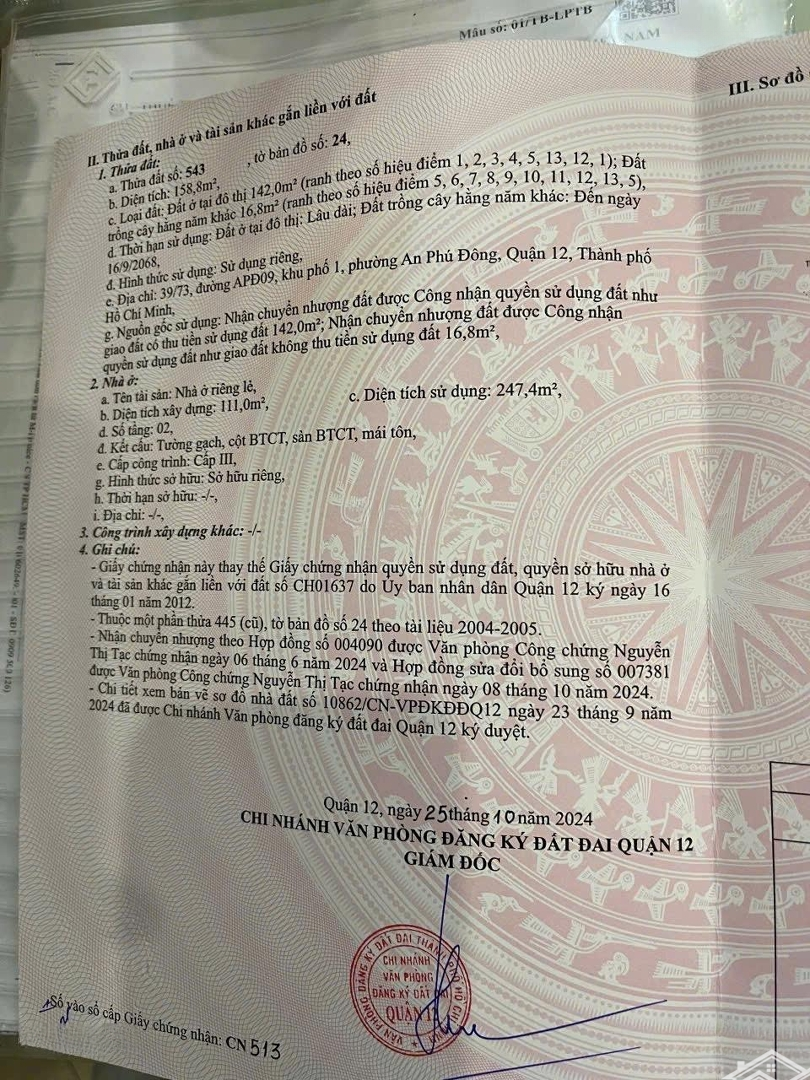 Mẫu số: 01/TB-LPTB
NAM
III. Sơ đồ
II. Thửa đất, nhà ở và tài sản khác gắn liền với đất
1. Thửa đất:
a. Thửa đất số: 543 , tờ bản đồ số: 24,
b. Diện tích: 158,8m²,
c. Loại đất: Đất ở tại đô thị 142,0m² (ranh theo số hiệu điểm 1, 2, 3, 4, 5, 13, 12, 1); Đất
trồng cây hằng năm khác 16,8m² (ranh theo số hiệu điểm 5, 6, 7, 8, 9, 10, 11, 12, 13, 5),
d. Thời hạn sử dụng: Đất ở tại đô thị: Lâu dài; Đất trồng cây hằng năm khác: Đến ngày
16/9/2068,
đ. Hình thức sử dụng: Sử dụng riêng,
e. Địa chỉ: 39/73, đường APĐ09, khu phố 1, phường An Phú Đông, Quận 12, Thành phố
Hồ Chí Minh,
g. Nguồn gốc sử dụng: Nhận chuyển nhượng đất được Công nhận quyền sử dụng đất như
giao đất có thu tiền sử dụng đất 142,0m²; Nhận chuyển nhượng đất được Công nhận
quyền sử dụng đất như giao đất không thu tiền sử dụng đất 16,8m²,
2. Nhà ở:
a. Tên tài sản: Nhà ở riêng lẻ,
b. Diện tích xây dựng: 111,0m², c. Diện tích sử dụng: 247,4m²,
d. Số tầng: 02,
đ. Kết cấu: Tường gạch, cột BTCT, sàn BTCT, mái tôn,
e. Cấp công trình: Cấp III,
g. Hình thức sở hữu: Sở hữu riêng,
h. Thời hạn sở hữu: -/-,
i. Địa chỉ: -/-,
3. Công trình xây dựng khác: -/-
4. Ghi chú:
- Giấy chứng nhận này thay thế Giấy chứng nhận quyền sử dụng đất, quyền sở hữu nhà ở
và tài sản khác gắn liền với đất số CH01637 do Ủy ban nhân dân Quận 12 ký ngày 16
tháng 01 năm 2012.
- Thuộc một phần thửa 445 (cũ), tờ bản đồ số 24 theo tài liệu 2004-2005.
- Nhận chuyển nhượng theo Hợp đồng số 004090 được Văn phòng Công chứng Nguyễn
Thị Tạc chứng nhận ngày 06 tháng 6 năm 2024 và Hợp đồng sửa đổi bổ sung số 007381
được Văn phòng Công chứng Nguyễn Thị Tạc chứng nhận ngày 08 tháng 10 năm 2024.
- Chi tiết xem bản vẽ sơ đồ nhà đất số 10862/CN-VPĐKĐĐQ12 ngày 23 tháng 9 năm
2024 đã được Chi nhánh Văn phòng đăng ký đất đai Quận 12 ký duyệt.
Quận 12, ngày 25 tháng 10 năm 2024
CHI NHÁNH VĂN PHÒNG ĐĂNG KÝ ĐẤT ĐAI QUẬN 12
GIÁM ĐỐC
VĂN PHÒNG ĐĂNG KÝ ĐẤT ĐAI THÀNH PHỐ HỒ CHÍ MINH
CHI NHÁNH
VĂN PHÒNG
ĐĂNG KÝ ĐẤT ĐAI
QUẬN 12
Số vào sổ cấp Giấy chứng nhận: CN 513